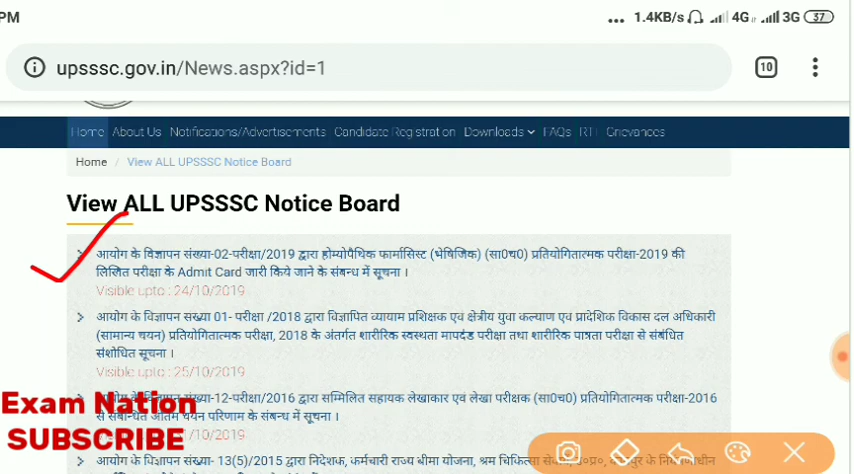 PM
... 1.4KB/s 4G 3G 37
upsssc.gov.in/News.aspx?id=1
10
Home About Us Notifications/Advertisements Candidate Registration Downloads FAQs RTI Grievances
Home / View ALL UPSSSC Notice Board
View ALL UPSSSC Notice Board
आयोग के विज्ञापन संख्या-02-परीक्षा/2019 द्वारा होम्योपैथिक फार्मासिस्ट (भेषिजिक) (सा0च0) प्रतियोगितात्मक परीक्षा-2019 की
लिखित परीक्षा के Admit Card जारी किये जाने के संबन्ध में सूचना ।
Visible upto : 24/10/2019
आयोग के विज्ञापन संख्या 01- परीक्षा /2018 द्वारा विज्ञापित व्यायाम प्रशिक्षक एवं क्षेत्रीय युवा कल्याण एवं प्रादेशिक विकास दल अधिकारी
(सामान्य चयन) प्रतियोगितात्मक परीक्षा, 2018 के अंतर्गत शारीरिक स्वस्थता मापदंड परीक्षा तथा शारीरिक पात्रता परीक्षा से संबंधित
संशोधित सूचना ।
Visible upto : 25/10/2019
आयोग के विज्ञापन संख्या-12-परीक्षा/2016 द्वारा सम्मिलित सहायक लेखाकार एवं लेखा परीक्षक (सा0च0) प्रतियोगितात्मक परीक्षा-2016
से संबन्धित अंतिम चयन परिणाम के संबन्ध में सूचना ।
1/10/2019
Exam Nation
SUBSCRIBE
आयोग के विज्ञापन संख्या- 13(5)/2015 द्वारा निदेशक, कर्मचारी राज्य बीमा योजना, श्रम चिकित्सा